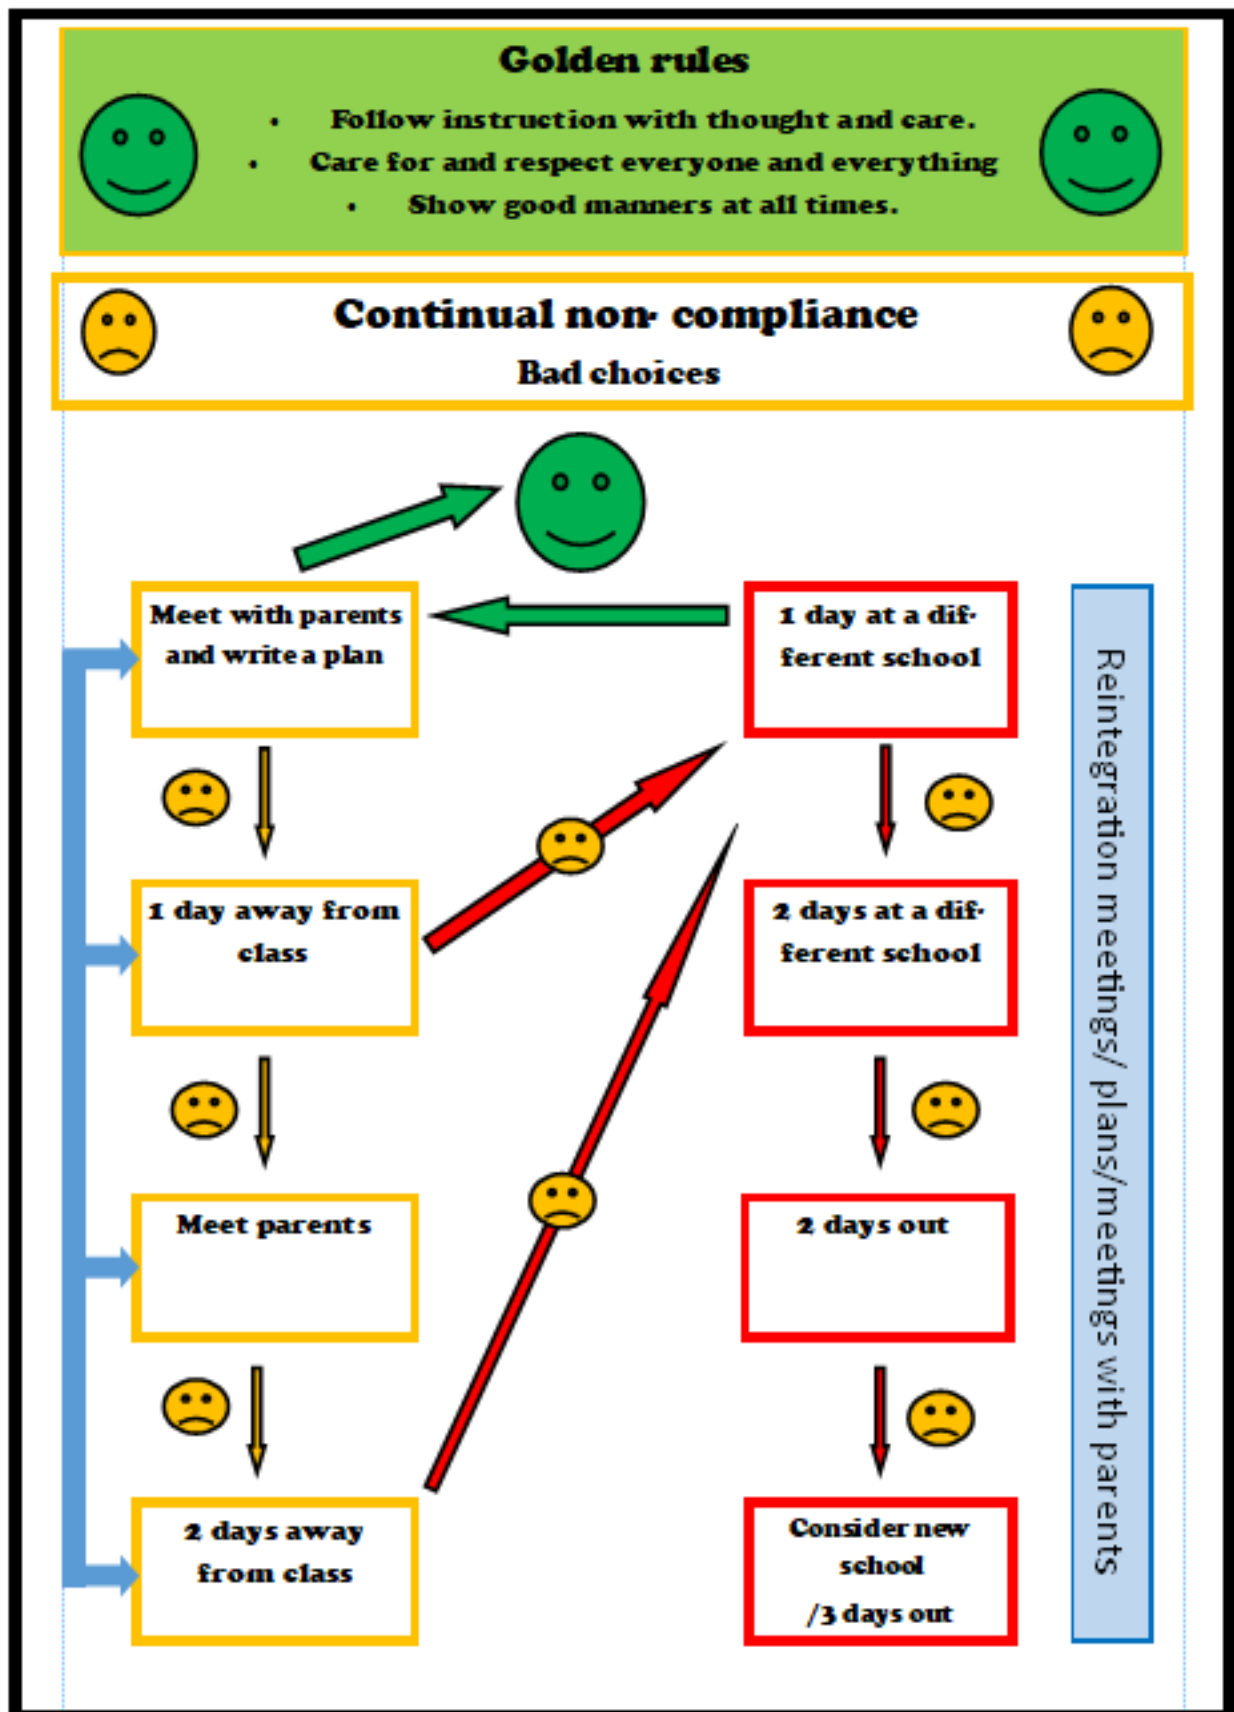 Golden rules
• Follow instruction with thought and care.
• Care for and respect everyone and everything
• Show good manners at all times.
Continual non- compliance
Bad choices
Meet with parents
and write a plan
1 day away from
class
Meet parents
2 days away
from class
1 day at a dif-
ferent school
2 days at a dif-
ferent school
2 days out
Consider new
school
/3 days out
Reintegration meetings/ plans/meetings with parents